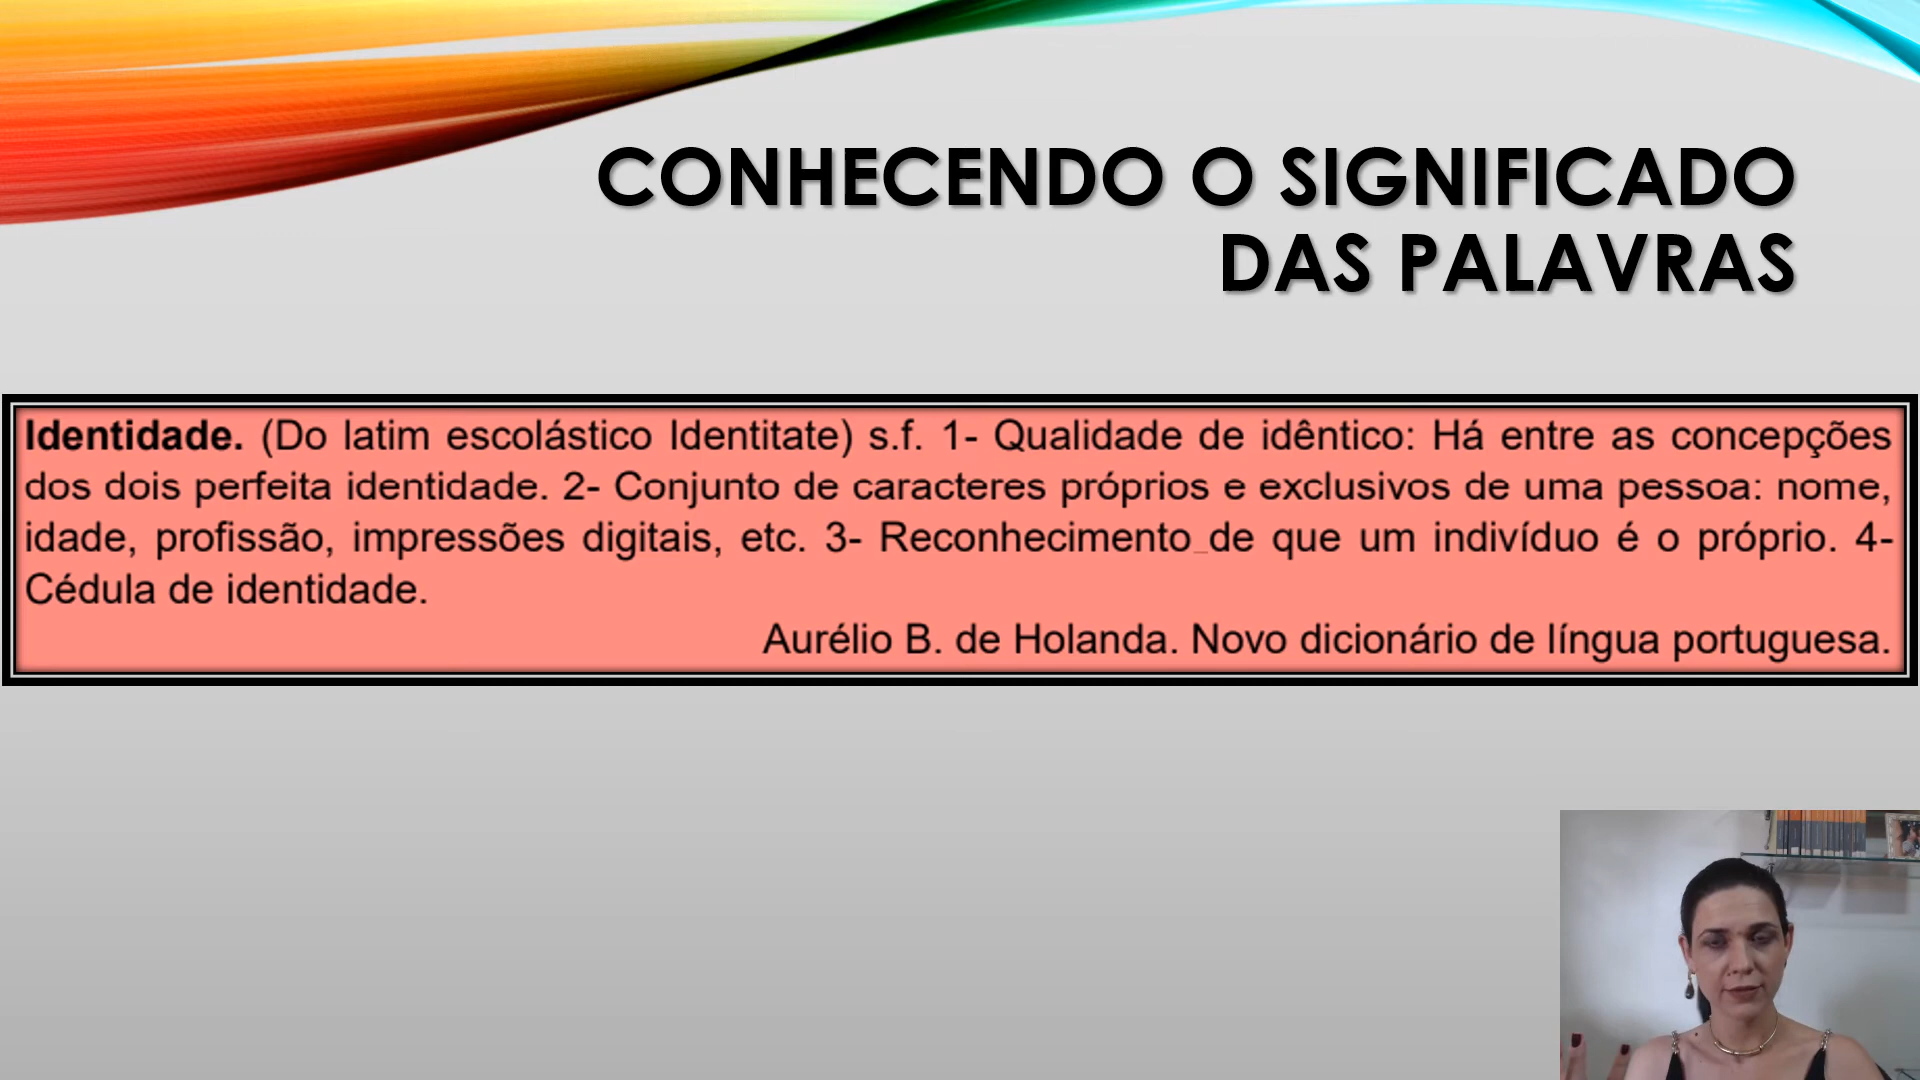 CONHECENDO O SIGNIFICADO
DAS PALAVRAS
Identidade. (Do latim escolástico Identitate) s.f. 1- Qualidade de idêntico: Há entre as concepções
dos dois perfeita identidade. 2- Conjunto de caracteres próprios e exclusivos de uma pessoa: nome,
idade, profissão, impressões digitais, etc. 3- Reconhecimento de que um indivíduo é o próprio. 4-
Cédula de identidade.
Aurélio B. de Holanda. Novo dicionário de língua portuguesa.